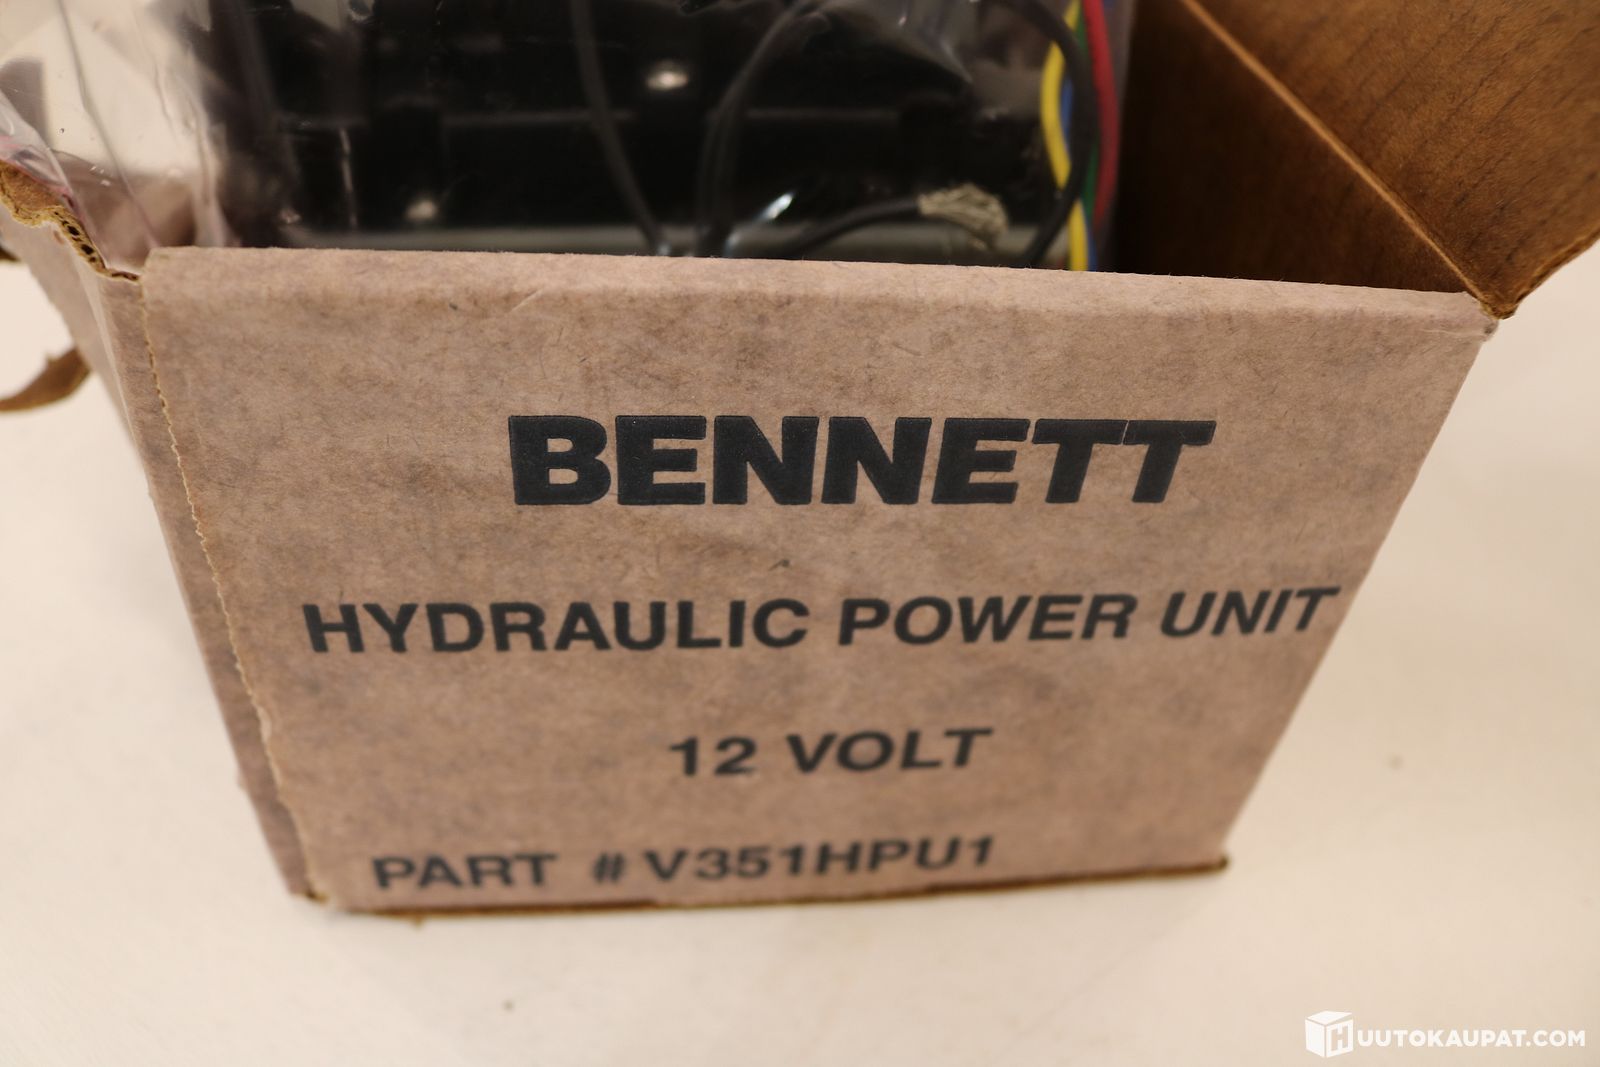 BENNETT
HYDRAULIC POWER UNIT
12 VOLT
PART # V351HPU1
HUUTOKAUPAT.COM